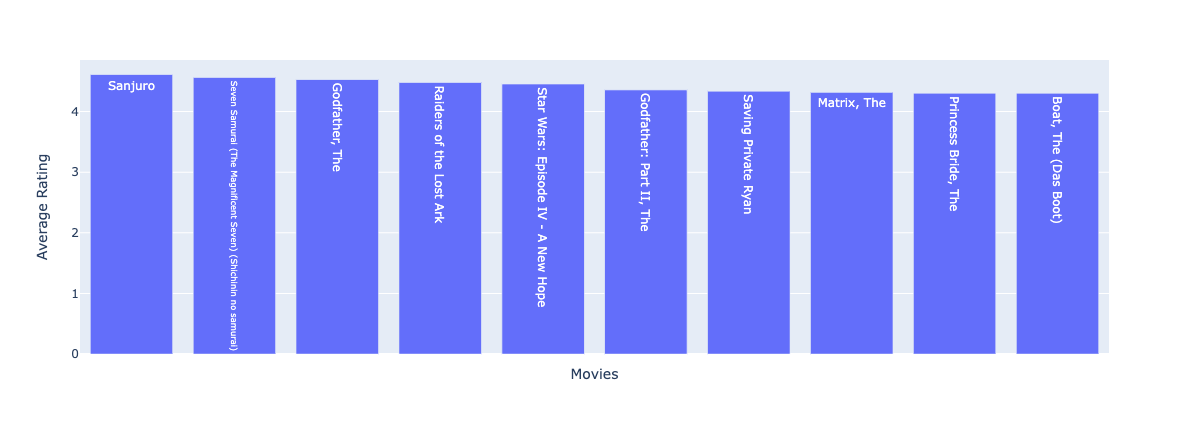 Sanjuro
Seven Samurai (The Magnificent Seven) (Shichinin no samurai)
Godfather, The
Raiders of the Lost Ark
Star Wars: Episode IV - A New Hope
Godfather: Part II, The
Saving Private Ryan
Matrix, The
Princess Bride, The
Boat, The (Das Boot)
4
3
2
1
0
Average Rating
Movies